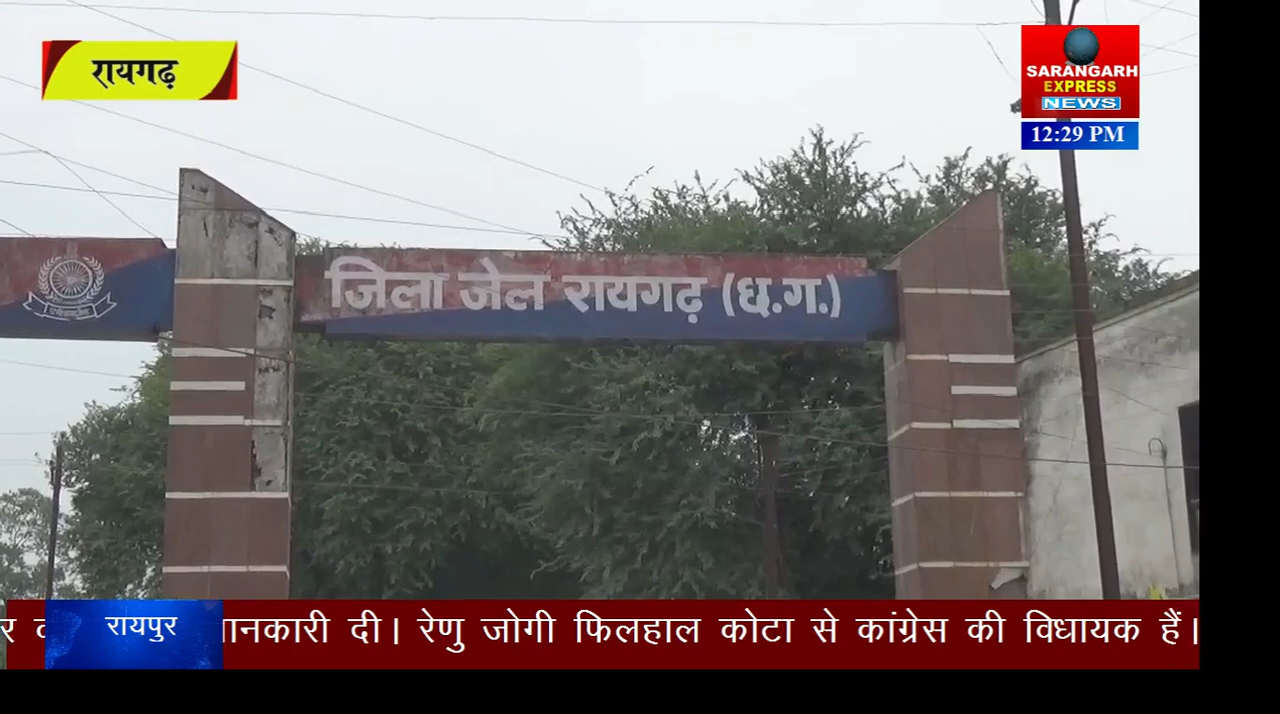 रायगढ़
SARANGARH
EXPRESS
NEWS
12:29 PM
जिला जेल रायगढ़ (छ.ग.)
रायपुर
जानकारी दी। रेणु जोगी फिलहाल कोटा से कांग्रेस की विधायक हैं।